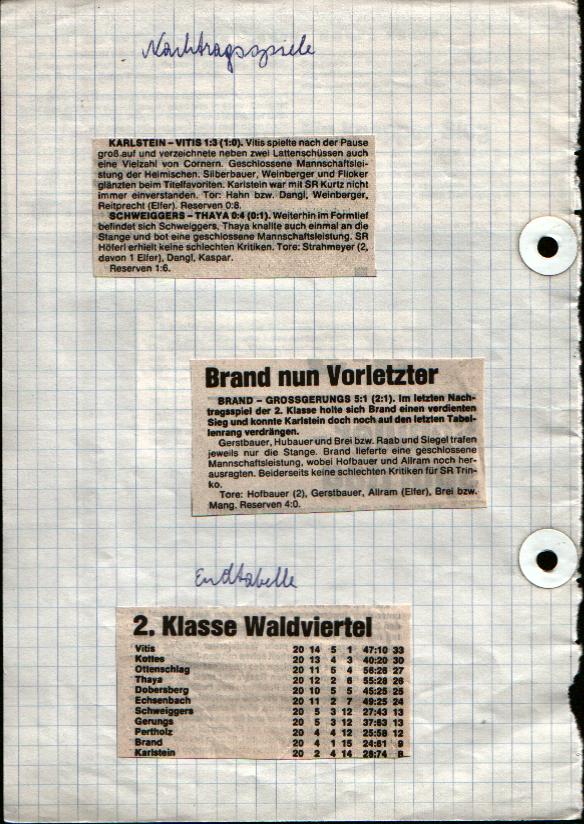 Nachtragsspiele
KARLSTEIN – VITIS 1:3 (1:0). Vitis spielte nach der Pause
groß auf und verzeichnete neben zwei Lattenschüssen auch
eine Vielzahl von Cornern. Geschlossene Mannschaftslei-
stung der Heimischen. Silberbauer, Weinberger und Flicker
glänzten beim Titelfavoriten. Karlstein war mit SR Kurtz nicht
immer einverstanden. Tor: Hahn bzw. Dangl, Weinberger,
Reitprecht (Elfer). Reserven 0:8.
SCHWEIGGERS – THAYA 0:4 (0:1). Weiterhin im Formtief
befindet sich Schweiggers, Thaya knallte auch einmal an die
Stange und bot eine geschlossene Mannschaftsleistung. SR
Höferl erhielt keine schlechten Kritiken. Tore: Strahmeyer (2,
davon 1 Elfer), Dangl, Kaspar.
Reserven 1:6.
Brand nun Vorletzter
BRAND – GROSSGERUNGS 5:1 (2:1). Im letzten Nach-
tragsspiel der 2. Klasse holte sich Brand einen verdienten
Sieg und konnte Karlstein doch noch auf den letzten Tabel-
lenrang verdrängen.
Gerstbauer, Hubauer und Brei bzw. Raab und Siegel trafen
jeweils nur die Stange. Brand lieferte eine geschlossene
Mannschaftsleistung, wobei Hofbauer und Allram noch her-
ausragten. Beiderseits keine schlechten Kritiken für SR Trin-
ko.
Tore: Hofbauer (2), Gerstbauer, Allram (Elfer), Brei bzw.
Mang. Reserven 4:0.
Endtabelle
2. Klasse Waldviertel
Vitis 20 14 5 1 47:10 33
Kottes 20 13 4 3 40:20 30
Ottenschlag 20 11 5 4 56:26 27
Thaya 20 12 2 6 55:28 26
Dobersberg 20 10 5 5 45:25 25
Echsenbach 20 11 2 7 49:25 24
Schweiggers 20 5 3 12 27:43 13
Gerungs 20 5 3 12 37:63 13
Pertholz 20 4 4 12 25:58 12
Brand 20 4 1 15 24:61 9
Karlstein 20 2 4 14 28:74 8